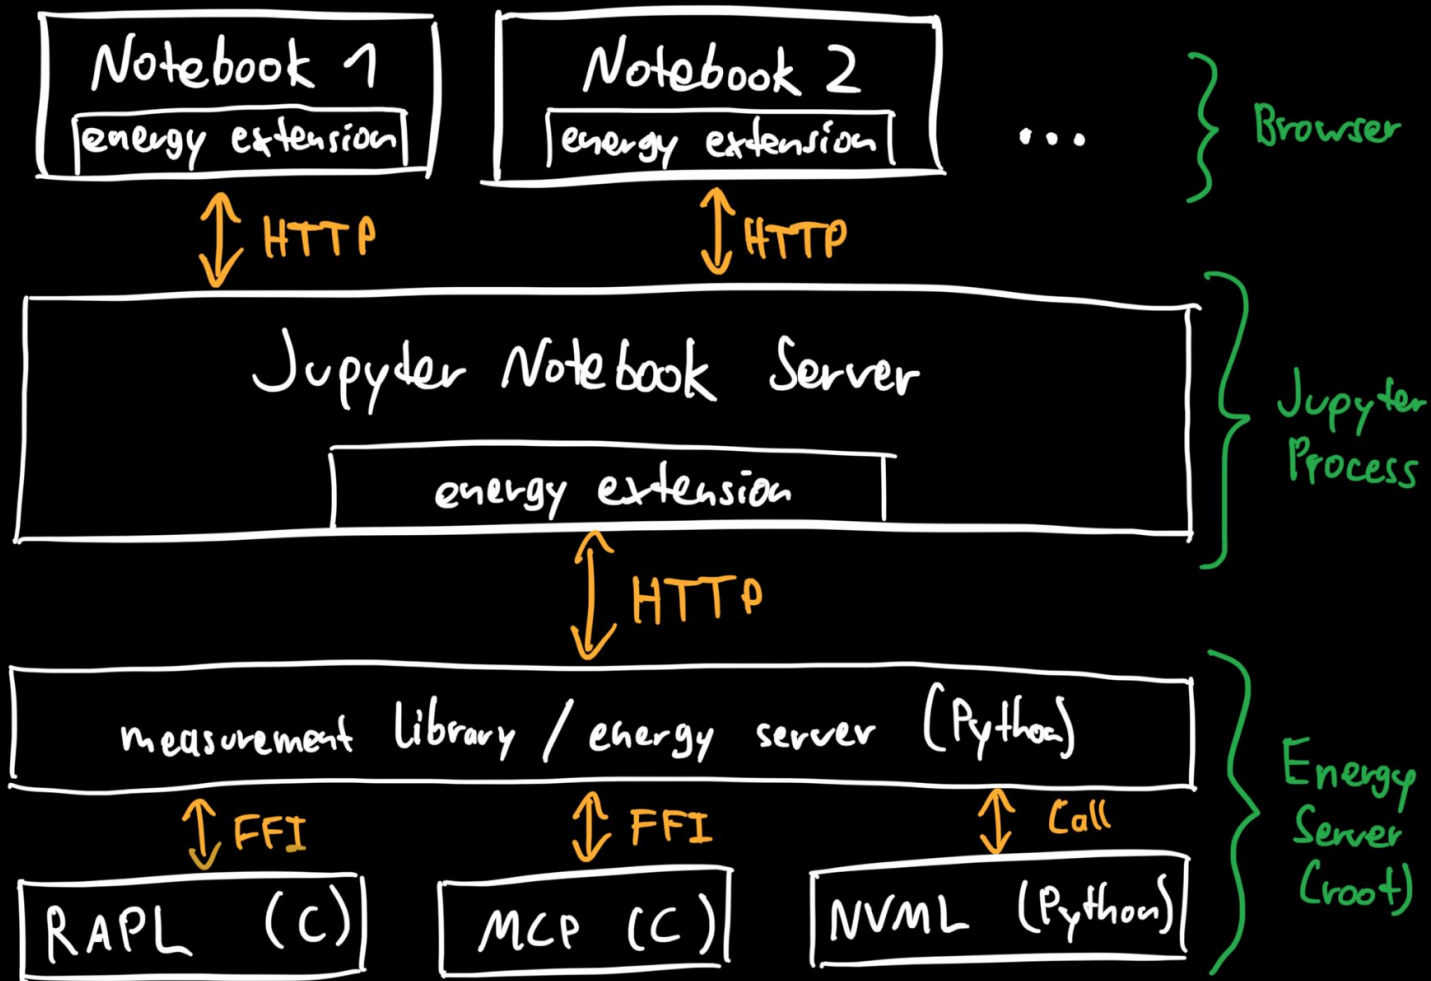 Notebook 1
energy extension
Notebook 2
energy extension
...
Browser
HTTP
HTTP
Jupyter Notebook Server
energy extension
Jupyter
Process
HTTP
measurement library / energy server (Python)
Energy
Server
(root)
FFI
FFI
Call
RAPL (C)
MCP (C)
NVML (Python)